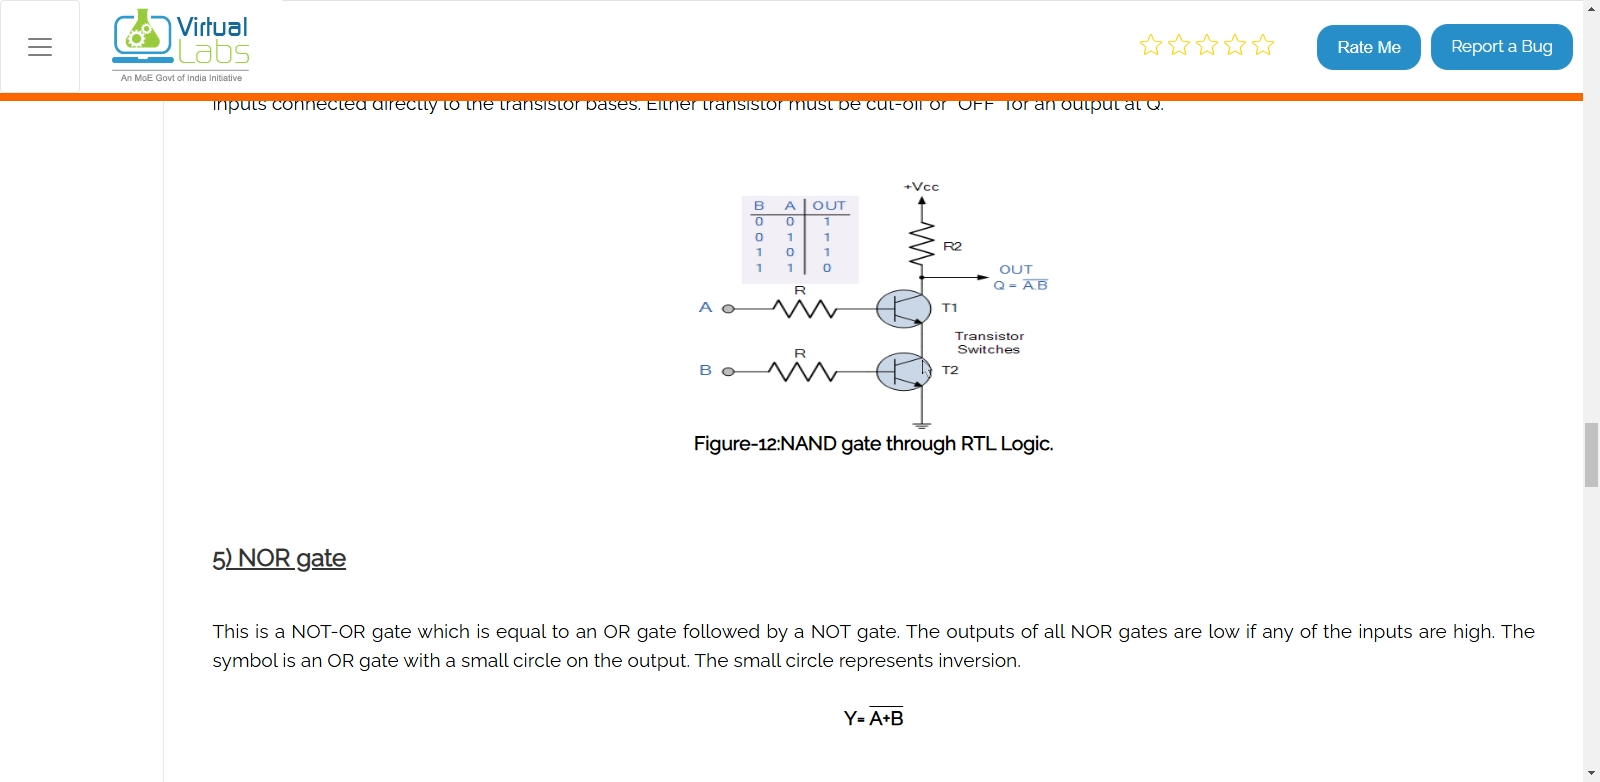 Virtual
Labs
An MoE Govt of India Initiative
Rate Me
Report a Bug
inputs connected directly to the transistor bases. Either transistor must be cut-off or "OFF" for an output at Q.
+Vcc
B A OUT
0 0 1
0 1 1
1 0 1
1 1 0
R2
OUT
Q = A.B
R
A
T1
Transistor
Switches
R
B
T2
Figure-12:NAND gate through RTL Logic.
5) NOR gate
This is a NOT-OR gate which is equal to an OR gate followed by a NOT gate. The outputs of all NOR gates are low if any of the inputs are high. The
symbol is an OR gate with a small circle on the output. The small circle represents inversion.
Y= A+B